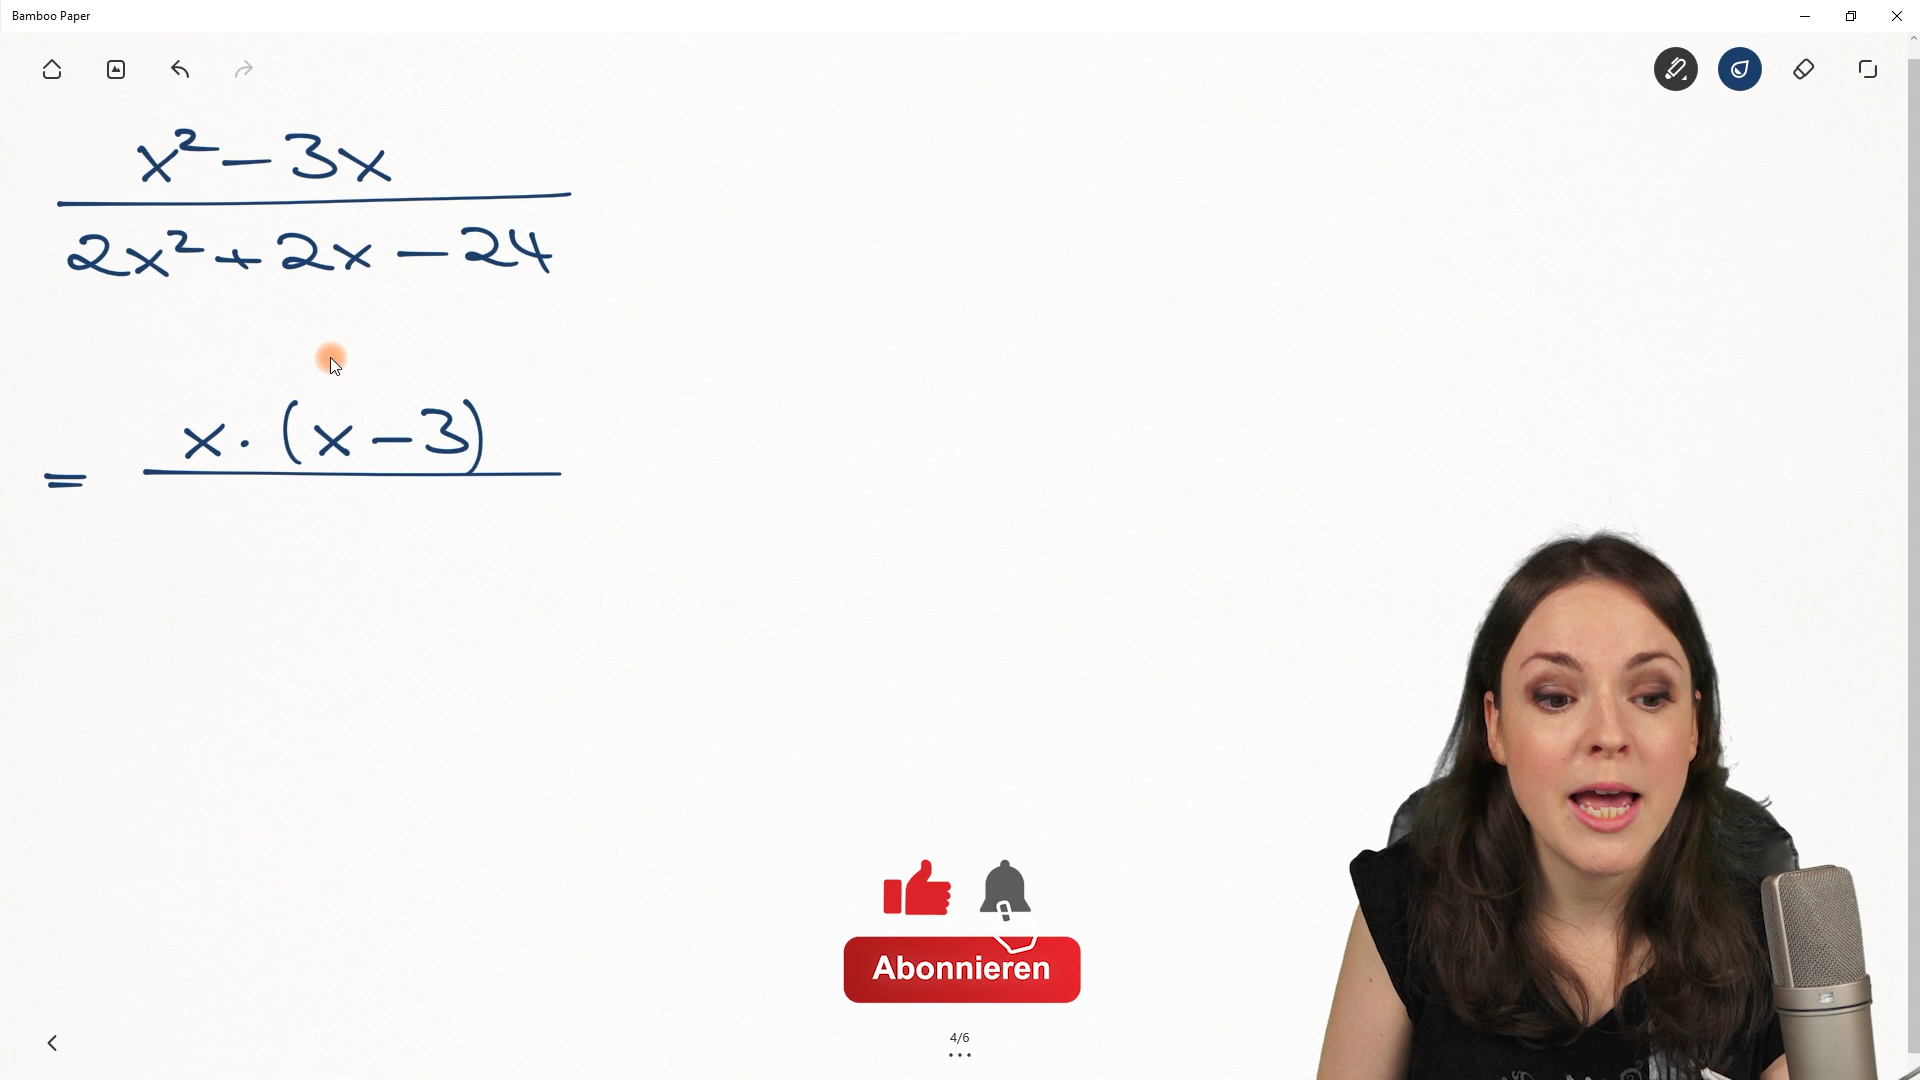 Bamboo Paper
x² − 3x
2x² + 2x − 24
x · (x − 3)
=
Abonnieren
4/6